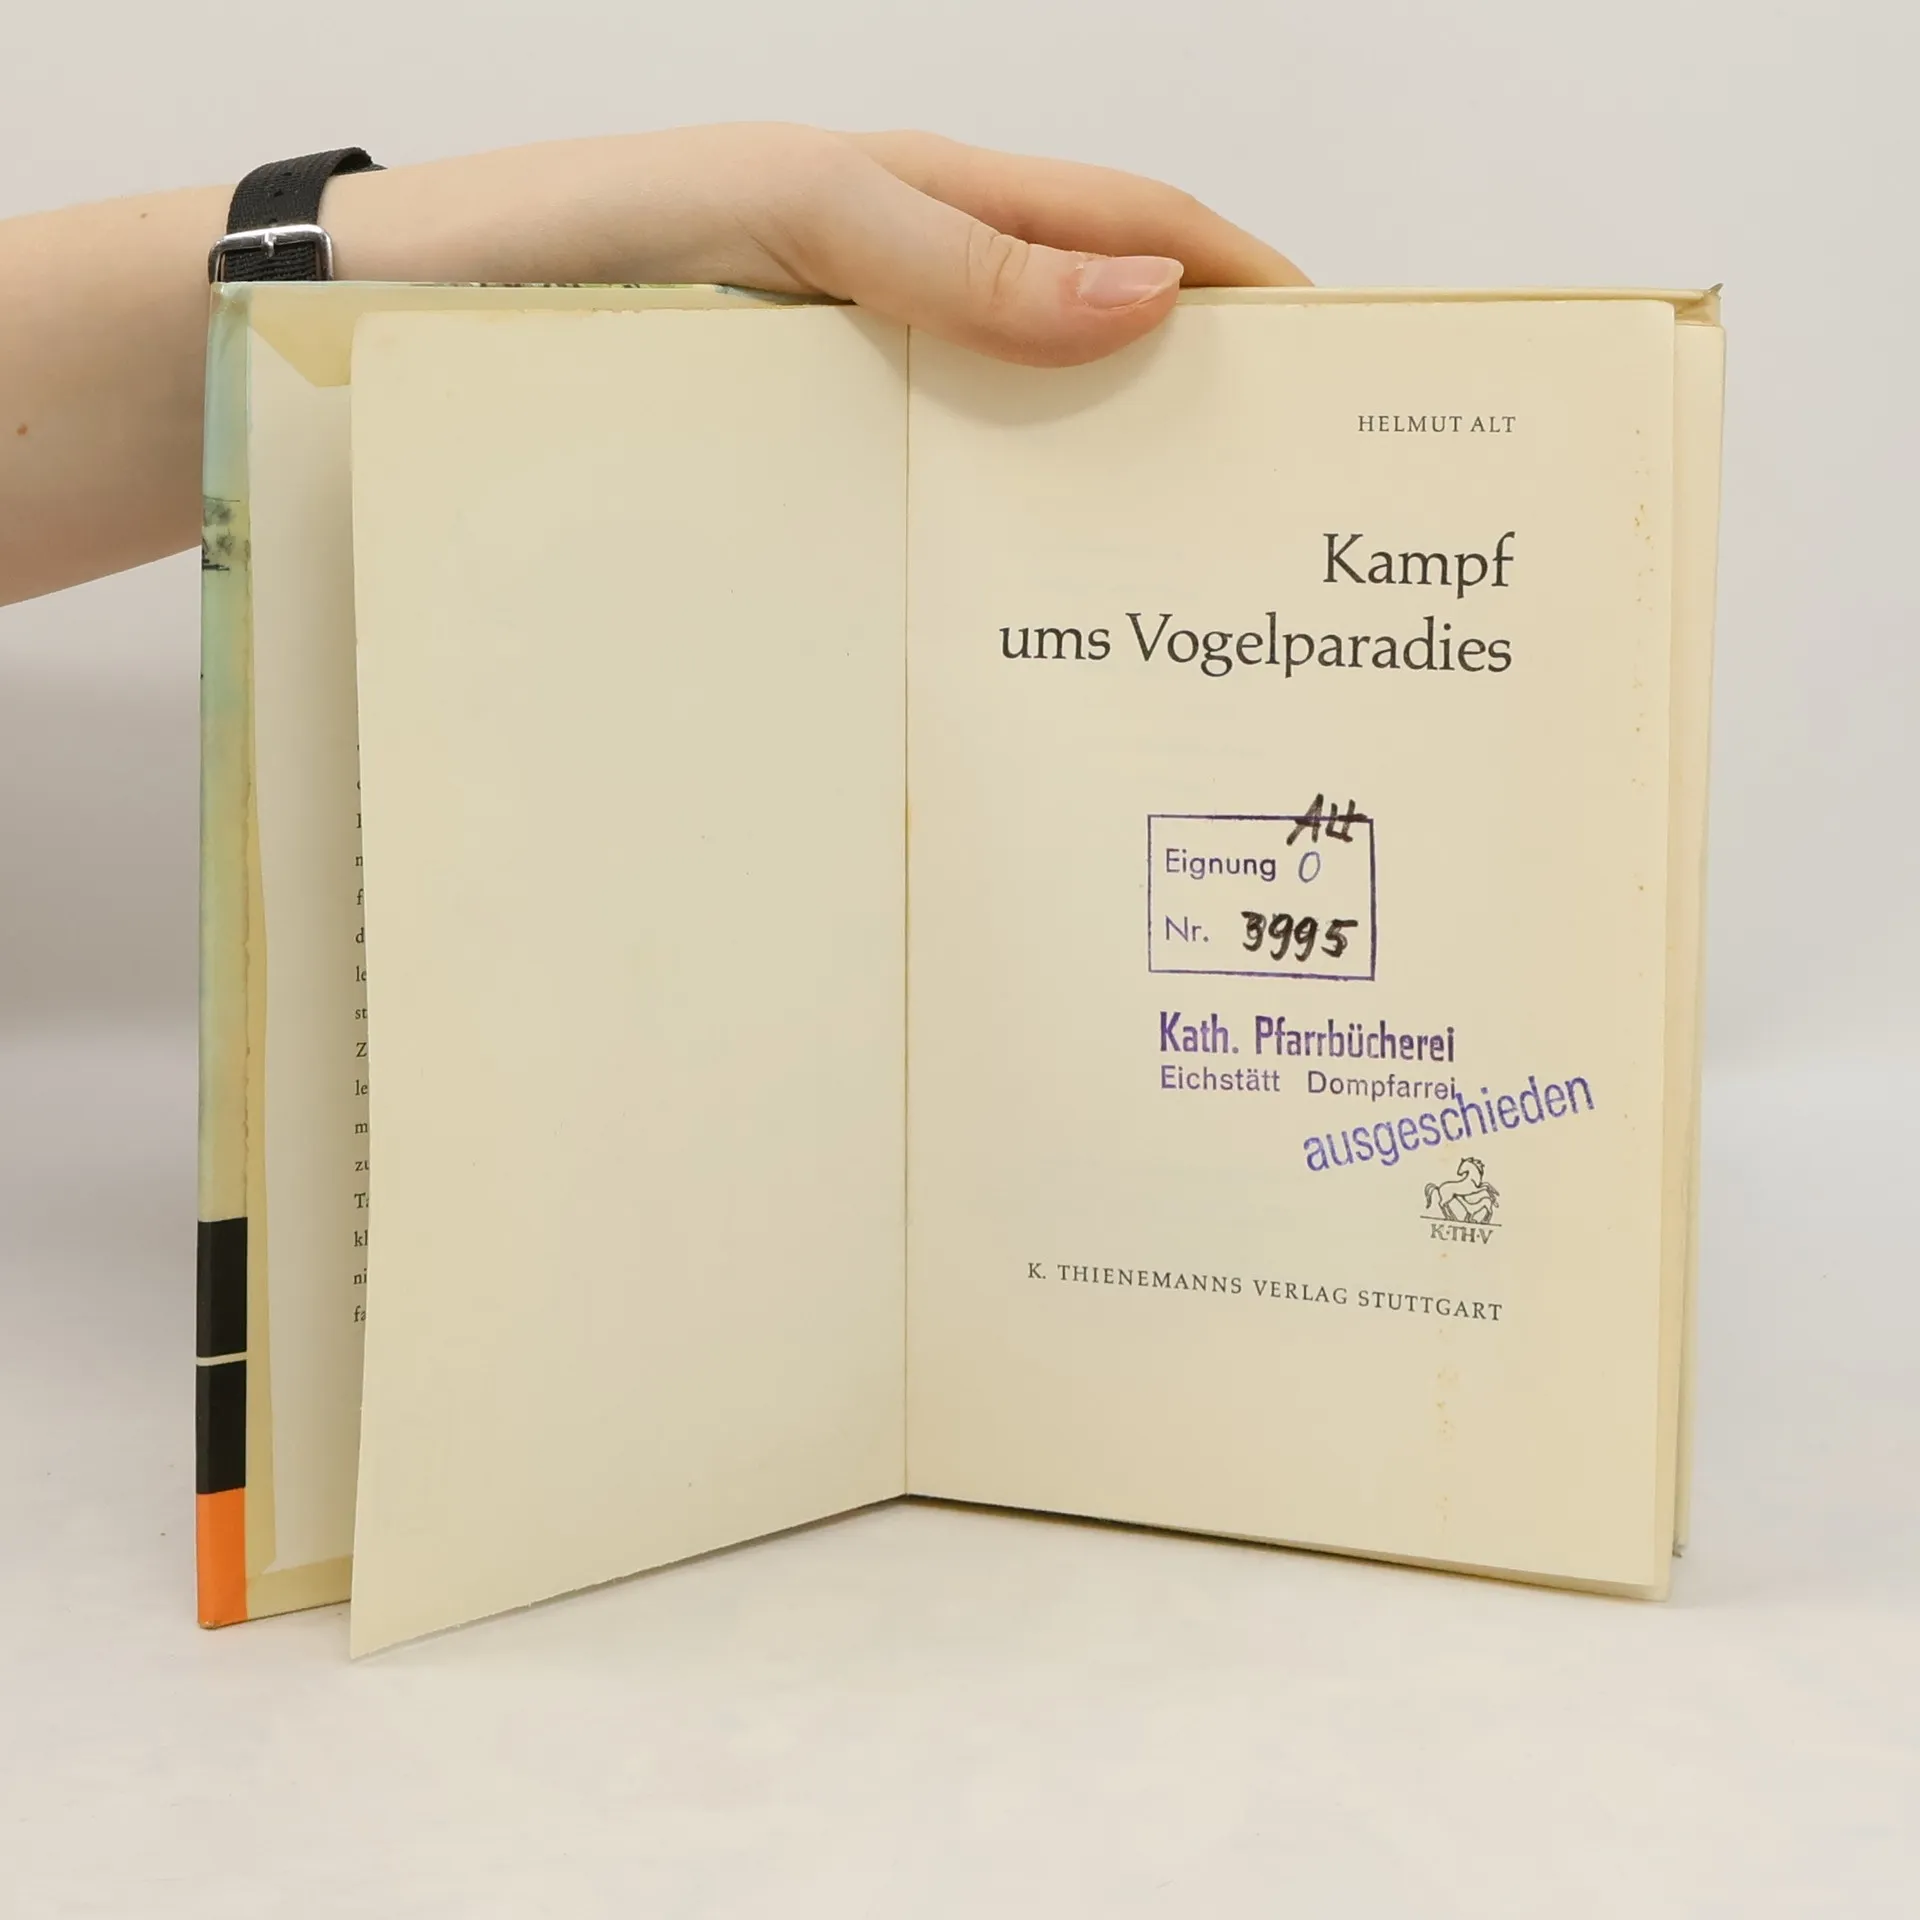 HELMUT ALT
Kampf
ums Vogelparadies
Alt
Eignung 0
Nr. 3995
Kath. Pfarrbücherei
Eichstätt Dompfarrei
ausgeschieden
K·TH·V
K. THIENEMANNS VERLAG STUTTGART